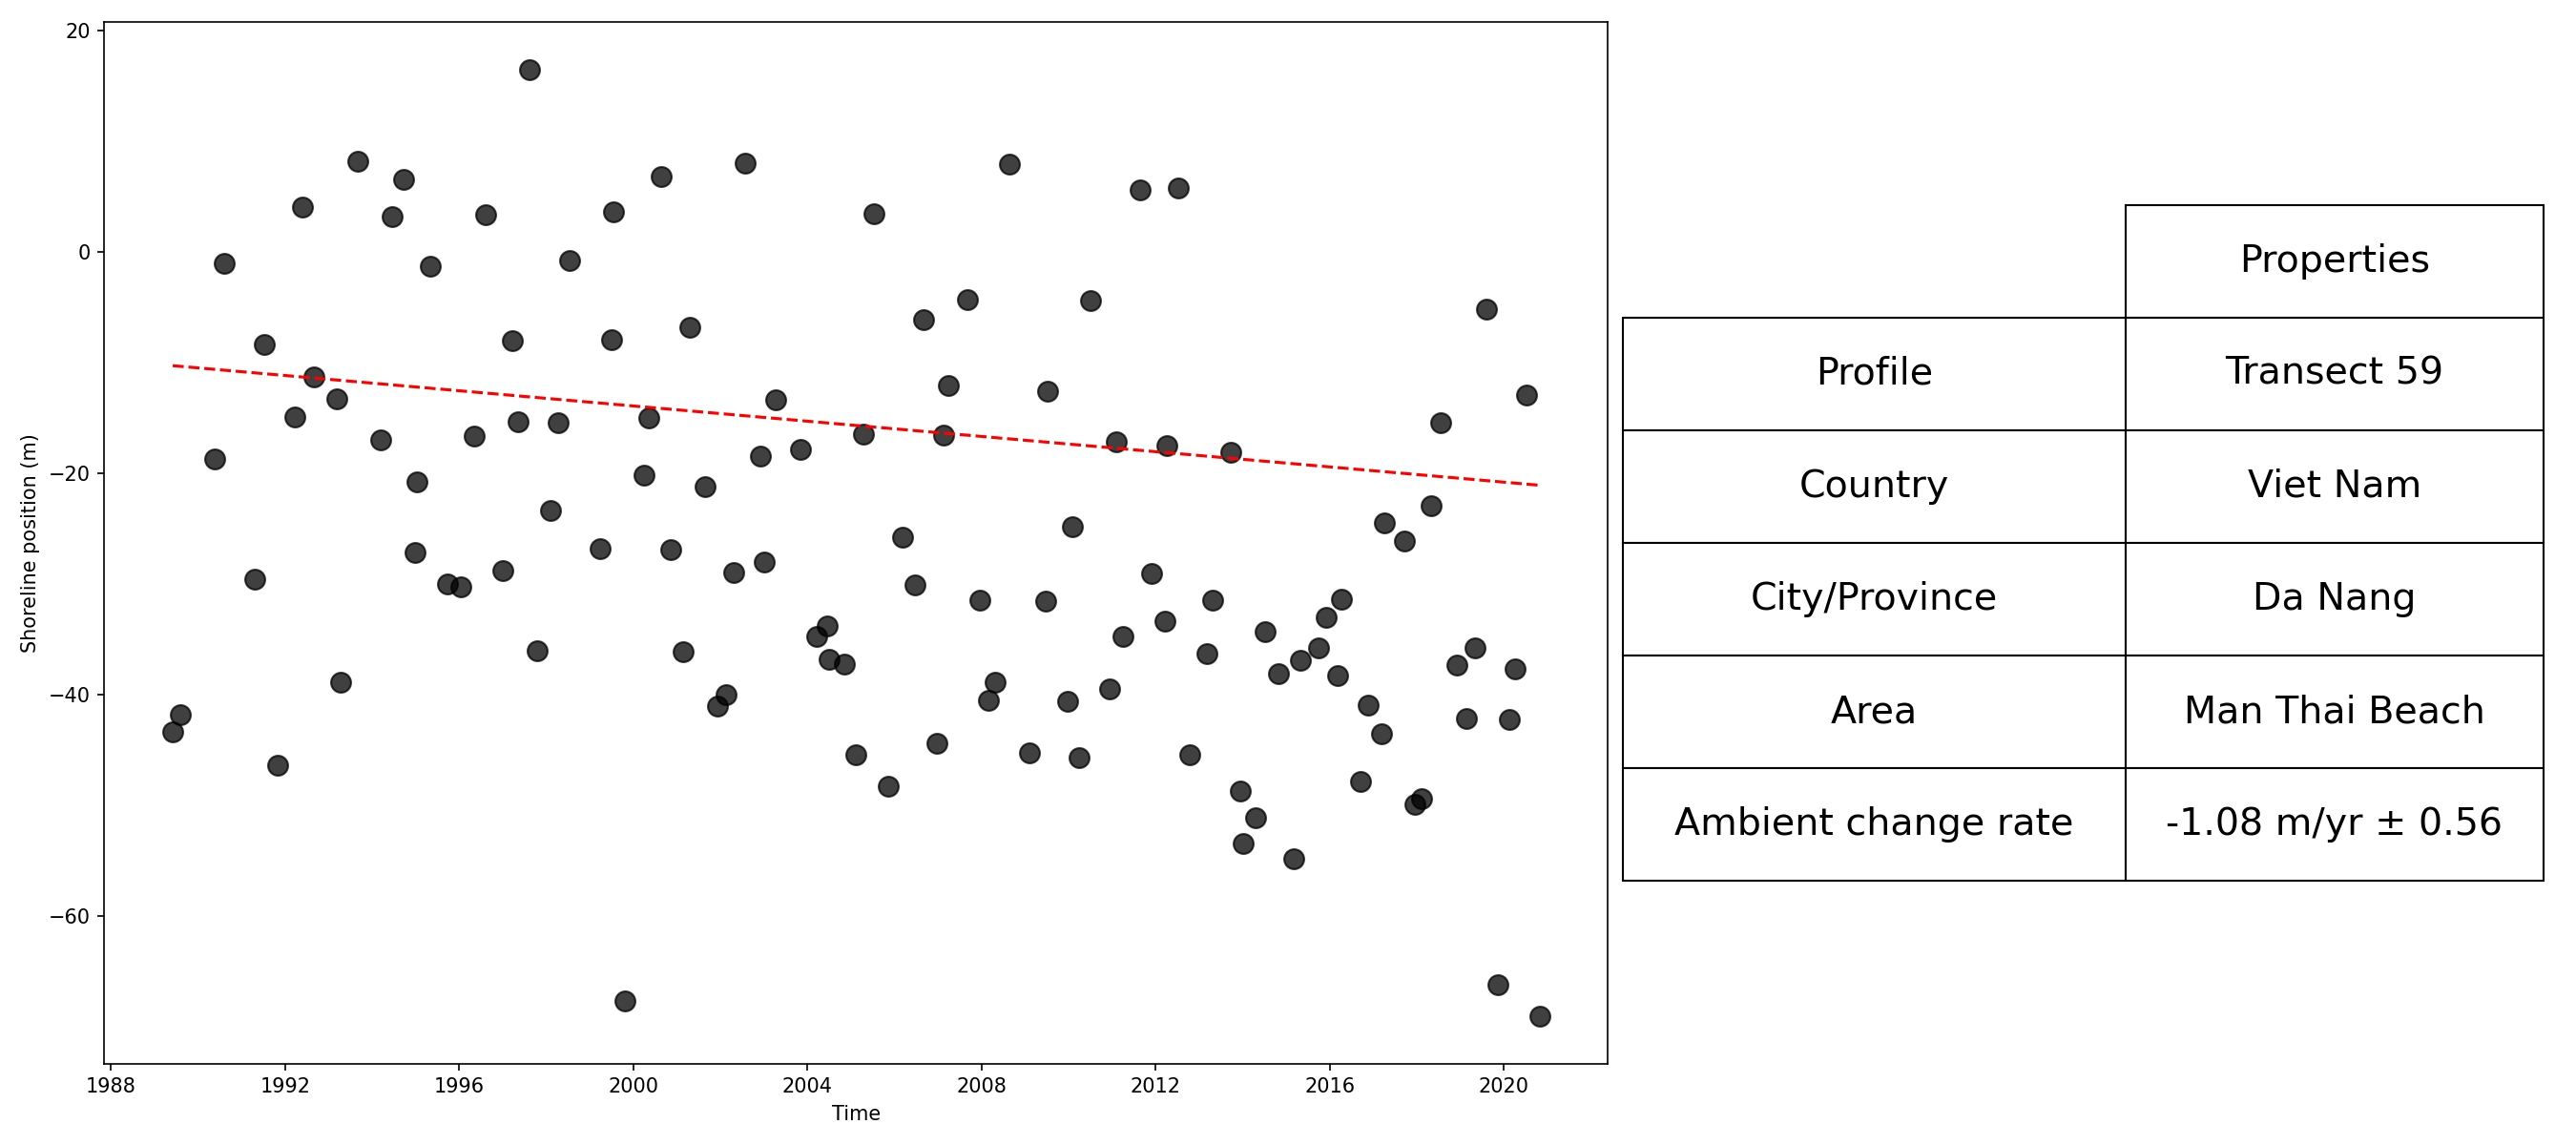 20
0
−20
−40
−60
Shoreline position (m)
1988 1992 1996 2000 2004 2008 2012 2016 2020
Time
Properties
Profile Transect 59
Country Viet Nam
City/Province Da Nang
Area Man Thai Beach
Ambient change rate -1.08 m/yr ± 0.56